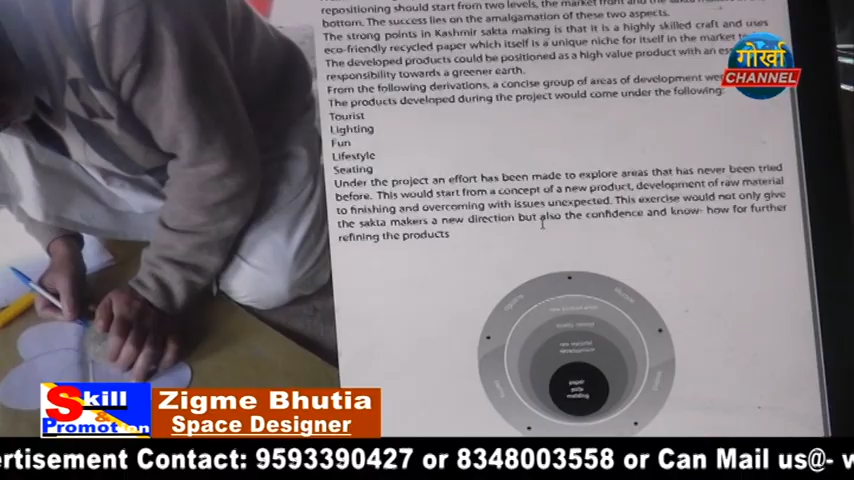 repositioning should start from two levels, the market front and the
bottom. The success lies on the amalgamation of these two aspects.
The strong points in Kashmir sakta making is that it is a highly skilled craft and uses
eco-friendly recycled paper which itself is a unique niche for itself in the market
The developed products could be positioned as a high value product with an
responsibility towards a greener earth.
From the following derivations, a concise group of areas of development
The products developed during the project would come under the following:
Tourist
Lighting
Fun
Lifestyle
Seating
Under the project an effort has been made to explore areas that has never been tried
before. This would start from a concept of a new product, development of raw material
to finishing and overcoming with issues unexpected. This exercise would not only give
the sakta makers a new direction but also the confidence and know- how for further
refining the products
गोर्खा
CHANNEL
raw material
development
paper
pulp
molding
Skill
&
Promotion
Zigme Bhutia
Space Designer
ertisement Contact: 9593390427 or 8348003558 or Can Mail us@- w